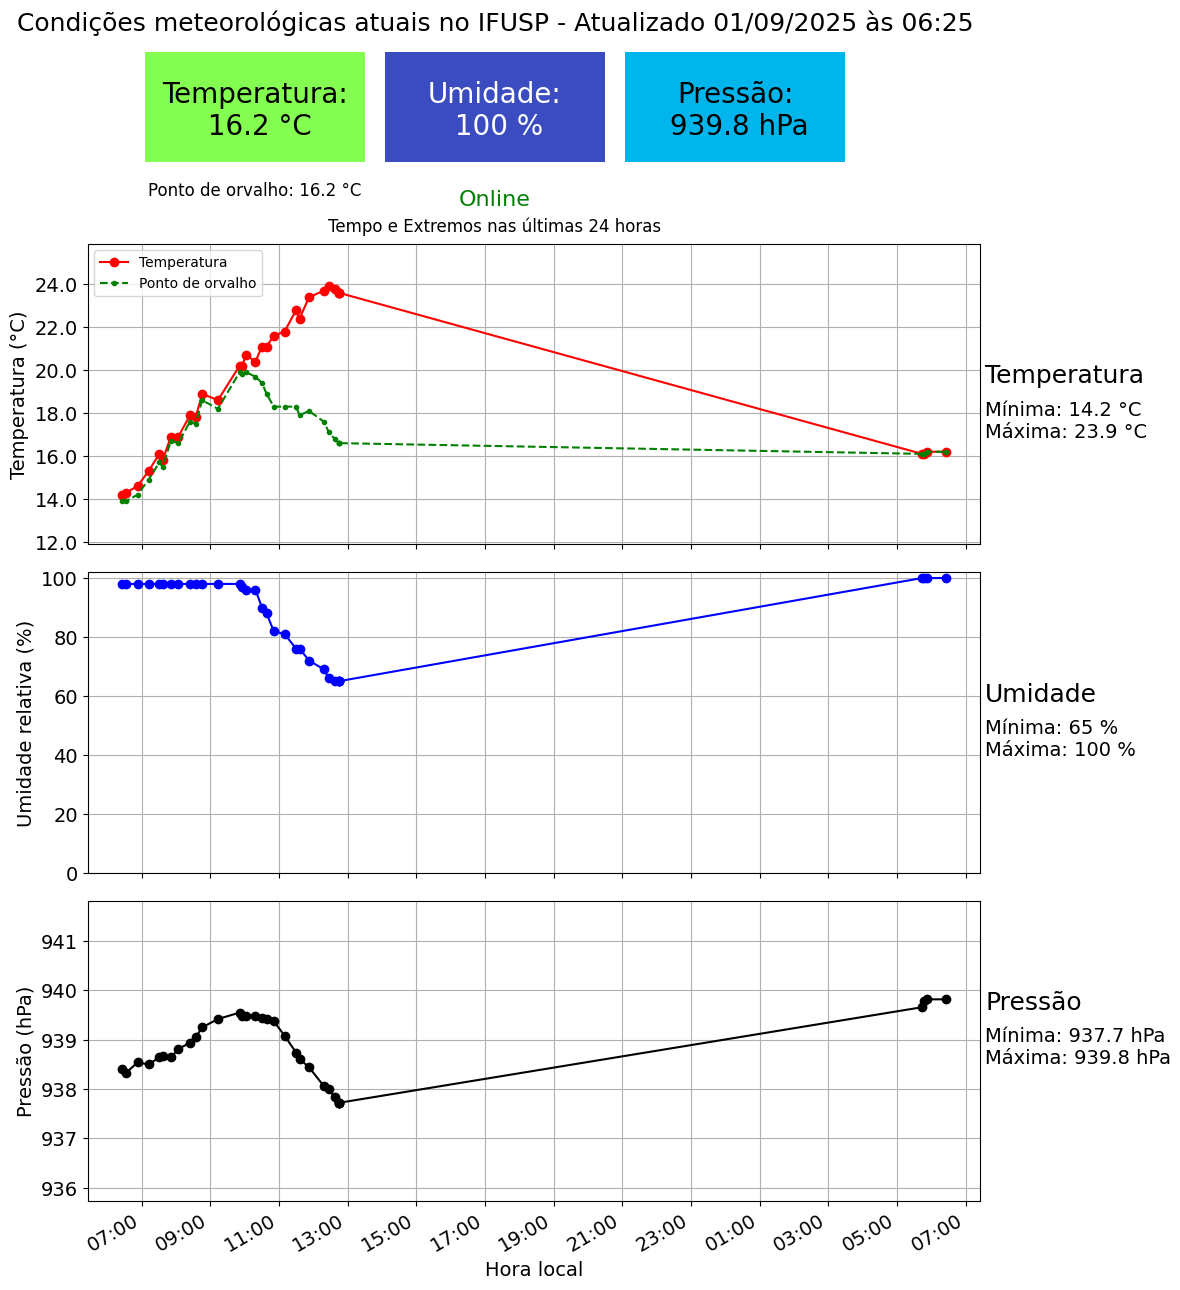 Condições meteorológicas atuais no IFUSP - Atualizado 01/09/2025 às 06:25
Temperatura:
16.2 °C
Umidade:
100 %
Pressão:
939.8 hPa
Ponto de orvalho: 16.2 °C
Online
Tempo e Extremos nas últimas 24 horas
Temperatura
Ponto de orvalho
Temperatura (°C)
24.0
22.0
20.0
18.0
16.0
14.0
12.0
Temperatura
Mínima: 14.2 °C
Máxima: 23.9 °C
Umidade relativa (%)
100
80
60
40
20
0
Umidade
Mínima: 65 %
Máxima: 100 %
Pressão (hPa)
941
940
939
938
937
936
Pressão
Mínima: 937.7 hPa
Máxima: 939.8 hPa
07:00 09:00 11:00 13:00 15:00 17:00 19:00 21:00 23:00 01:00 03:00 05:00 07:00
Hora local